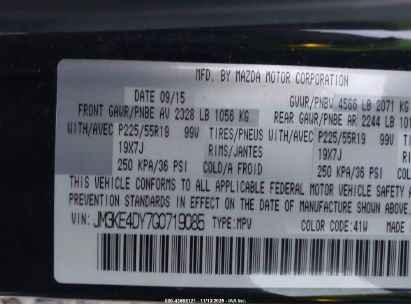 MFD. BY MAZDA MOTOR CORPORATION
DATE 09/15 GVWR/PNBV 4566 LB 2071 KG
FRONT GAWR/PNBE AV 2328 LB 1056 KG REAR GAWR/PNBE AR 2244 LB 101
WITH/AVEC P225/55R19 99V TIRES/PNEUS WITH/AVEC P225/55R19 99V
19X7J RIMS/JANTES 19X7J
250 KPA/36 PSI COLD/A FROID 250 KPA/36 PSI
THIS VEHICLE CONFORMS TO ALL APPLICABLE FEDERAL MOTOR VEHICLE SAFETY
PREVENTION STANDARDS IN EFFECT ON THE DATE OF MANUFACTURE SHOWN
VIN: JM3KE4DY7G0719085 TYPE: MPV COLOR CODE: 41W MADE